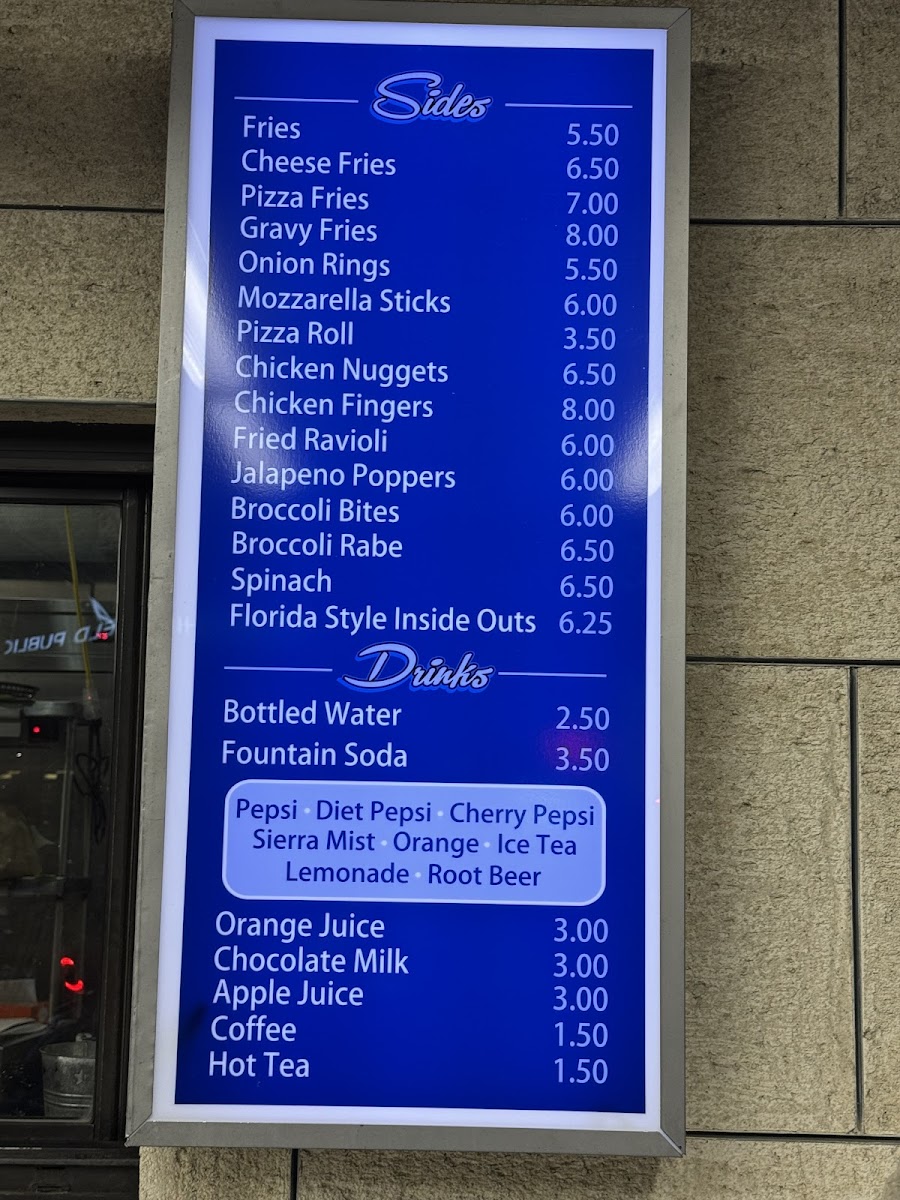 Sides
Fries 5.50
Cheese Fries 6.50
Pizza Fries 7.00
Gravy Fries 8.00
Onion Rings 5.50
Mozzarella Sticks 6.00
Pizza Roll 3.50
Chicken Nuggets 6.50
Chicken Fingers 8.00
Fried Ravioli 6.00
Jalapeno Poppers 6.00
Broccoli Bites 6.00
Broccoli Rabe 6.50
Spinach 6.50
Florida Style Inside Outs 6.25
Drinks
Bottled Water 2.50
Fountain Soda 3.50
Pepsi • Diet Pepsi • Cherry Pepsi
Sierra Mist • Orange • Ice Tea
Lemonade • Root Beer
Orange Juice 3.00
Chocolate Milk 3.00
Apple Juice 3.00
Coffee 1.50
Hot Tea 1.50